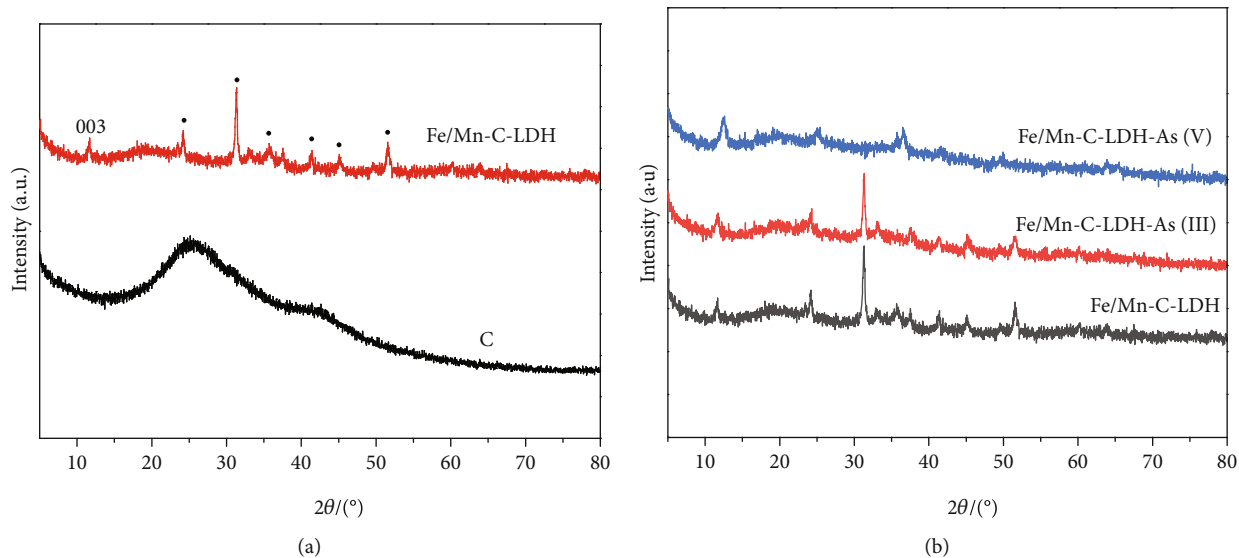 003
Fe/Mn-C-LDH
C
Intensity (a.u.)
10 20 30 40 50 60 70 80
2θ/(°)
(a)
Fe/Mn-C-LDH-As (V)
Fe/Mn-C-LDH-As (III)
Fe/Mn-C-LDH
Intensity (a·u)
10 20 30 40 50 60 70 80
2θ/(°)
(b)